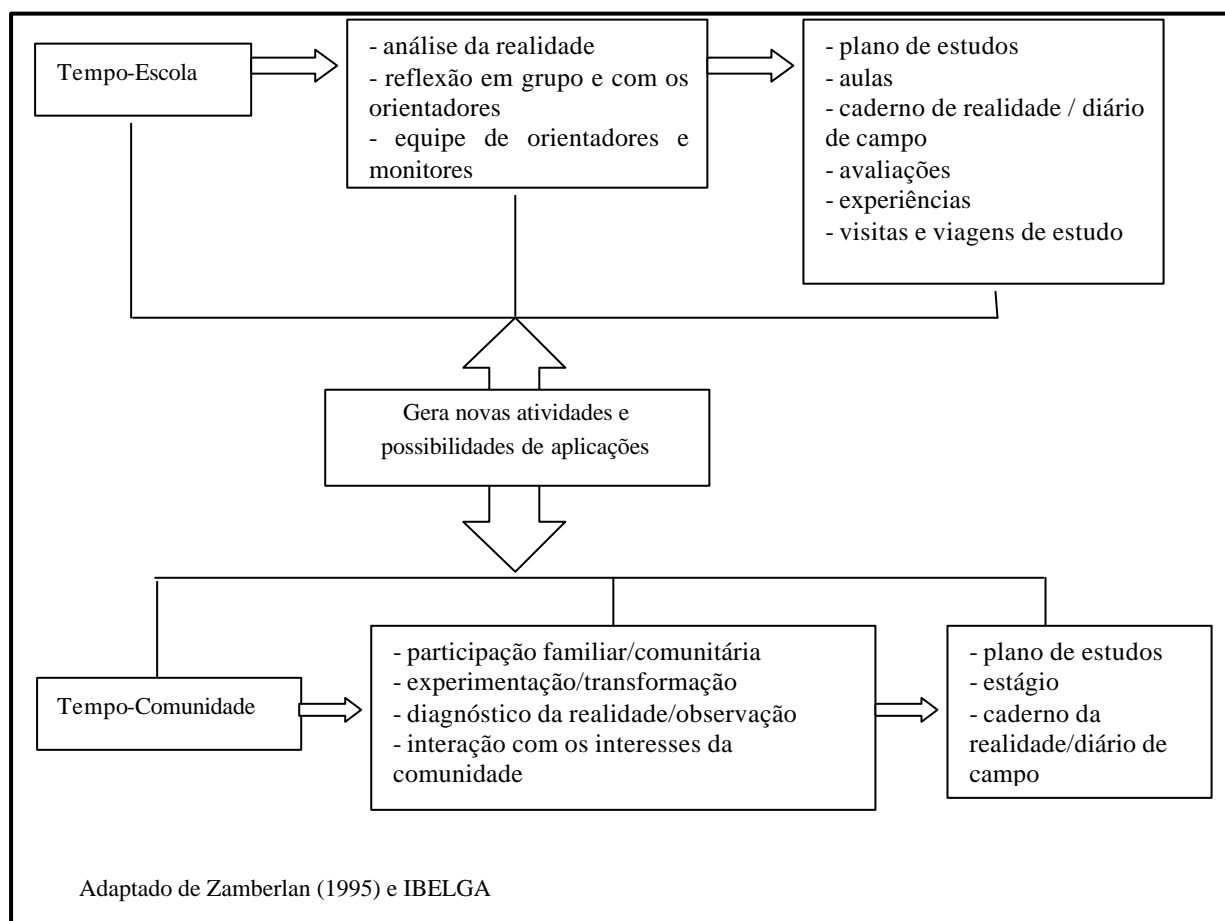 Tempo-Escola
- análise da realidade
- reflexão em grupo e com os
orientadores
- equipe de orientadores e
monitores
- plano de estudos
- aulas
- caderno de realidade / diário
de campo
- avaliações
- experiências
- visitas e viagens de estudo
Gera novas atividades e
possibilidades de aplicações
Tempo-Comunidade
- participação familiar/comunitária
- experimentação/transformação
- diagnóstico da realidade/observação
- interação com os interesses da
comunidade
- plano de estudos
- estágio
- caderno da
realidade/diário de
campo
Adaptado de Zamberlan (1995) e IBELGA